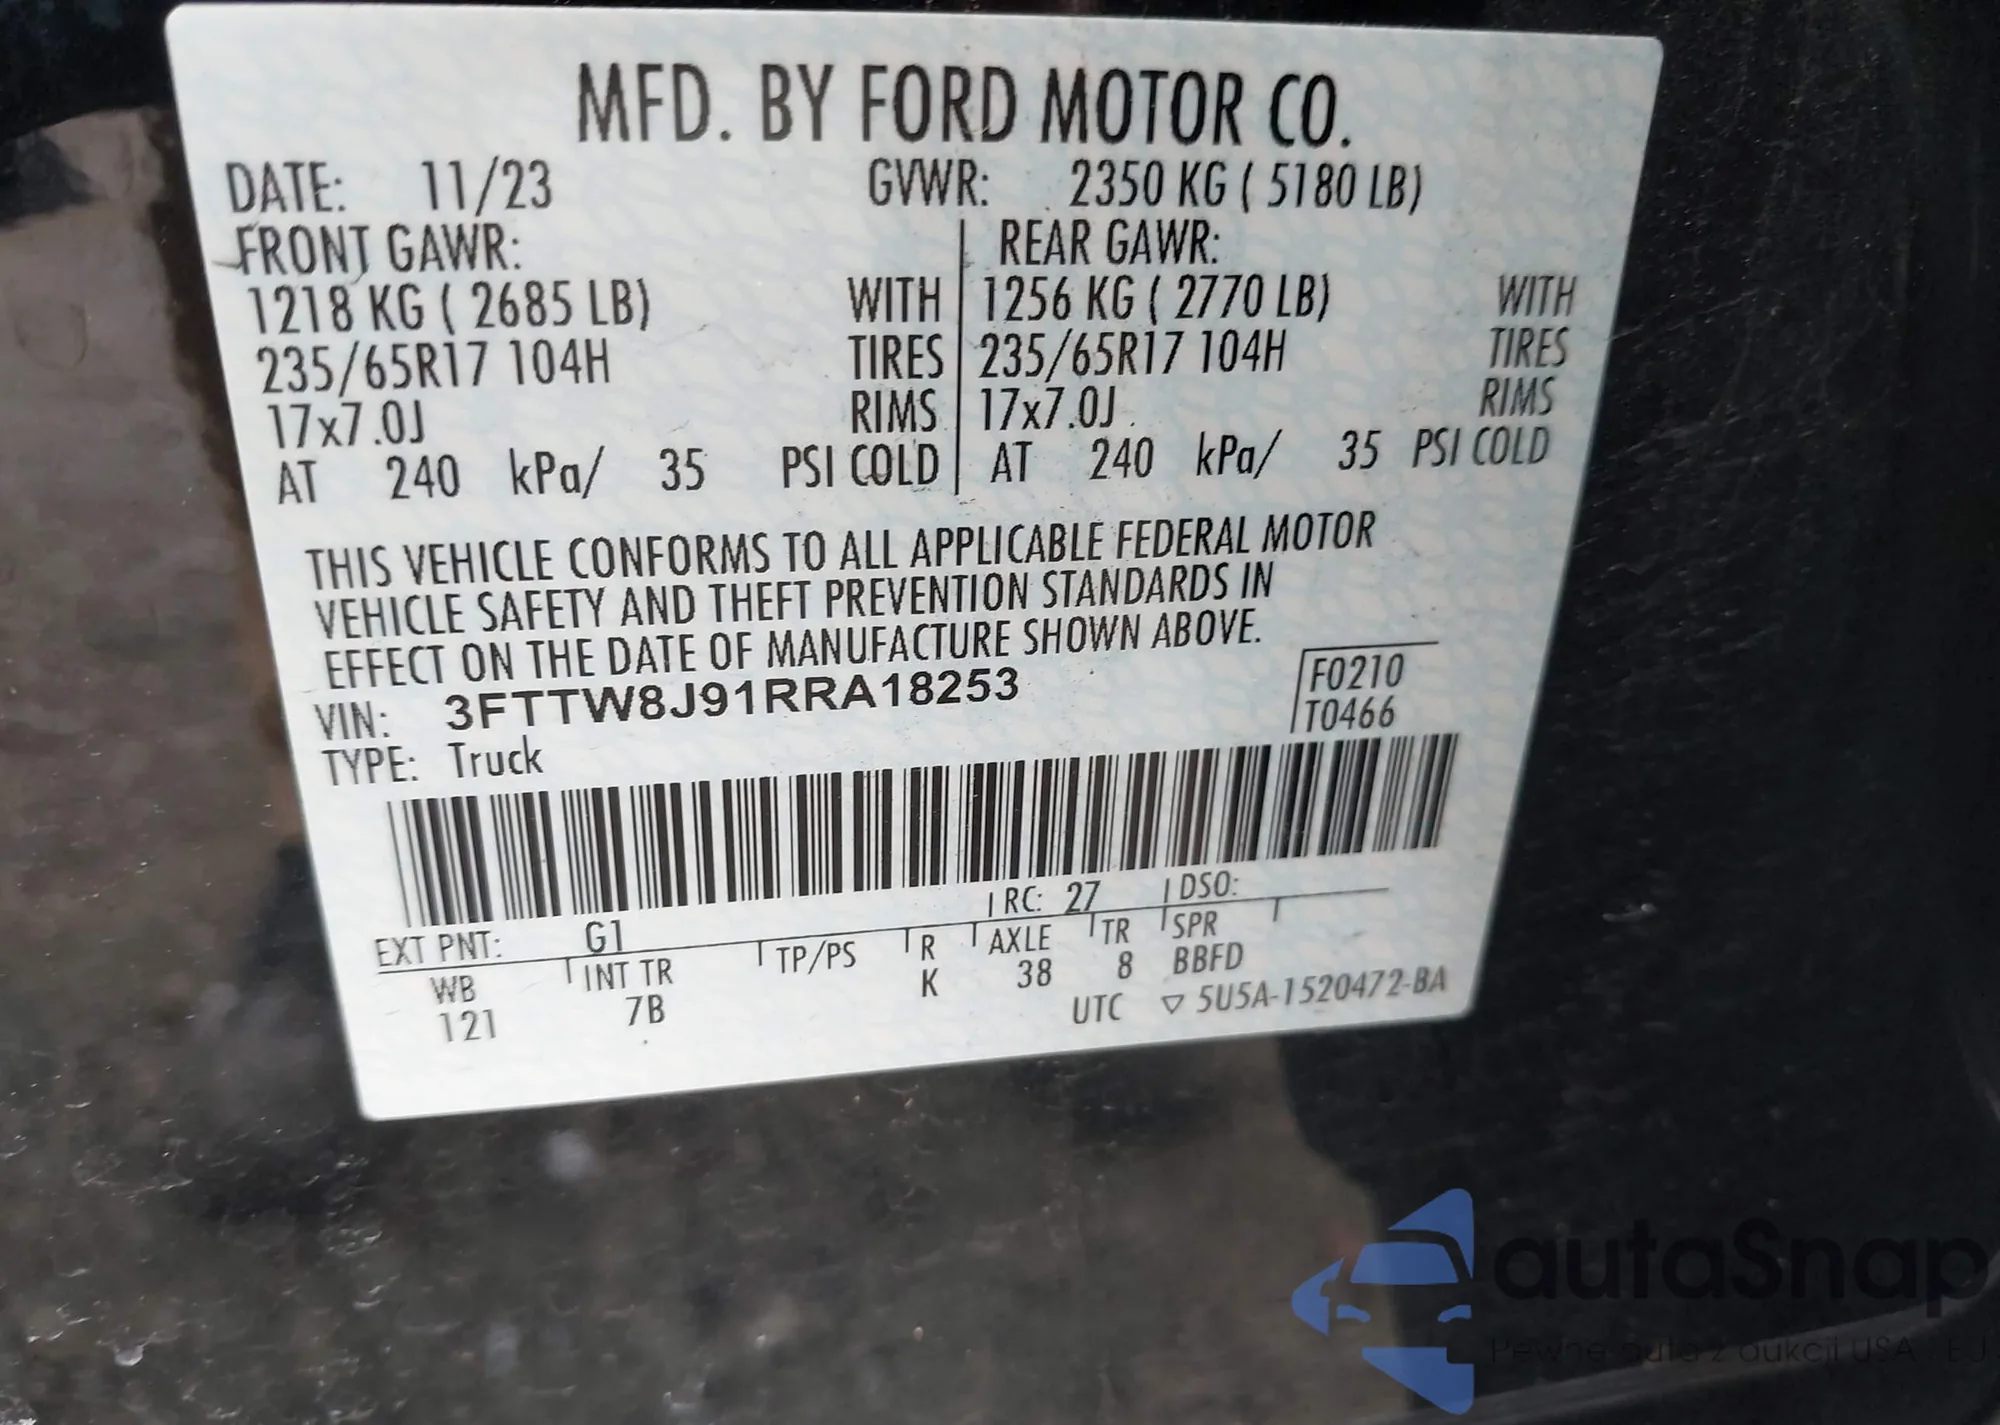 MFD. BY FORD MOTOR CO.
DATE: 11/23 GVWR: 2350 KG ( 5180 LB)
FRONT GAWR: REAR GAWR:
1218 KG ( 2685 LB) WITH 1256 KG ( 2770 LB) WITH
235/65R17 104H TIRES 235/65R17 104H TIRES
17x7.0J RIMS 17x7.0J RIMS
AT 240 kPa/ 35 PSI COLD AT 240 kPa/ 35 PSI COLD
THIS VEHICLE CONFORMS TO ALL APPLICABLE FEDERAL MOTOR
VEHICLE SAFETY AND THEFT PREVENTION STANDARDS IN
EFFECT ON THE DATE OF MANUFACTURE SHOWN ABOVE.
VIN: 3FTTW8J91RRA18253 F0210
TYPE: Truck T0466
RC: 27 DSO:
EXT PNT: G1
WB INT TR TP/PS R AXLE TR SPR
121 7B K 38 8 BBFD
UTC ▽ 5U5A-1520472-BA
autaSnap
Pewne auta z aukcji USA i EU